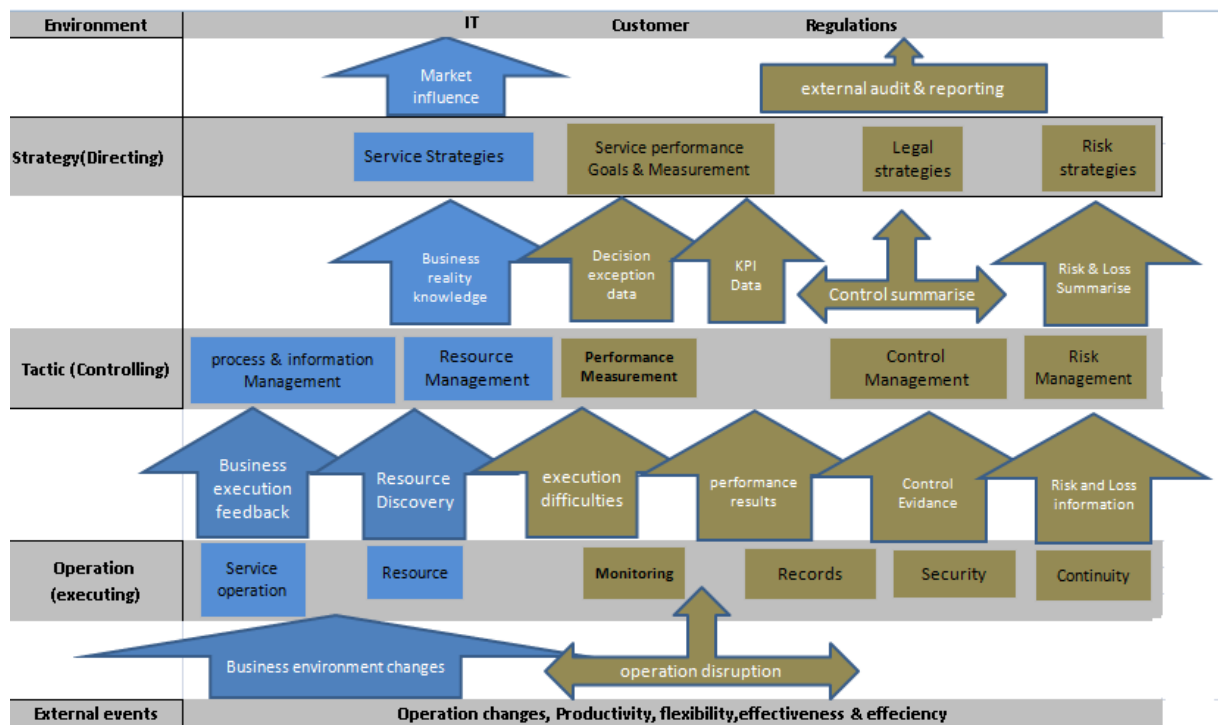 Environment
IT
Customer
Regulations
Market
influence
external audit & reporting
Strategy(Directing)
Service Strategies
Service performance
Goals & Measurement
Legal
strategies
Risk
strategies
Business
reality
knowledge
Decision
exception
data
KPI
Data
Control summarise
Risk & Loss
Summarise
Tactic (Controlling)
process & information
Management
Resource
Management
Performance
Measurement
Control
Management
Risk
Management
Business
execution
feedback
Resource
Discovery
execution
difficulties
performance
results
Control
Evidance
Risk and Loss
information
Operation
(executing)
Service
operation
Resource
Monitoring
Records
Security
Continuity
Business environment changes
operation disruption
External events
Operation changes, Productivity, flexibility,effectiveness & effeciency